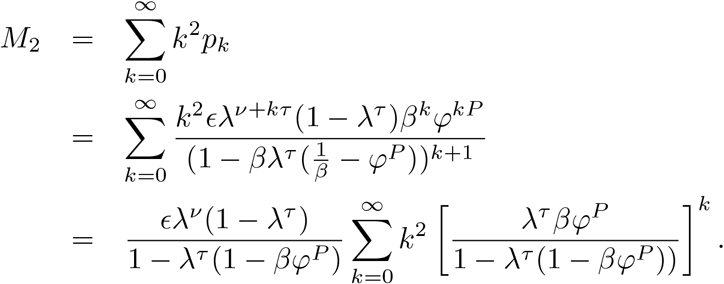 M_2 = \sum_{k=0}^{\infty} k^2 p_k
= \sum_{k=0}^{\infty} \frac{k^2 \epsilon \lambda^{\nu+k\tau} (1 - \lambda^\tau) \beta^k \varphi^{kP}}{(1 - \beta\lambda^\tau (\frac{1}{\beta} - \varphi^P))^{k+1}}
= \frac{\epsilon \lambda^\nu (1 - \lambda^\tau)}{1 - \lambda^\tau (1 - \beta\varphi^P)} \sum_{k=0}^{\infty} k^2 \left[ \frac{\lambda^\tau \beta \varphi^P}{1 - \lambda^\tau (1 - \beta\varphi^P))} \right]^k .